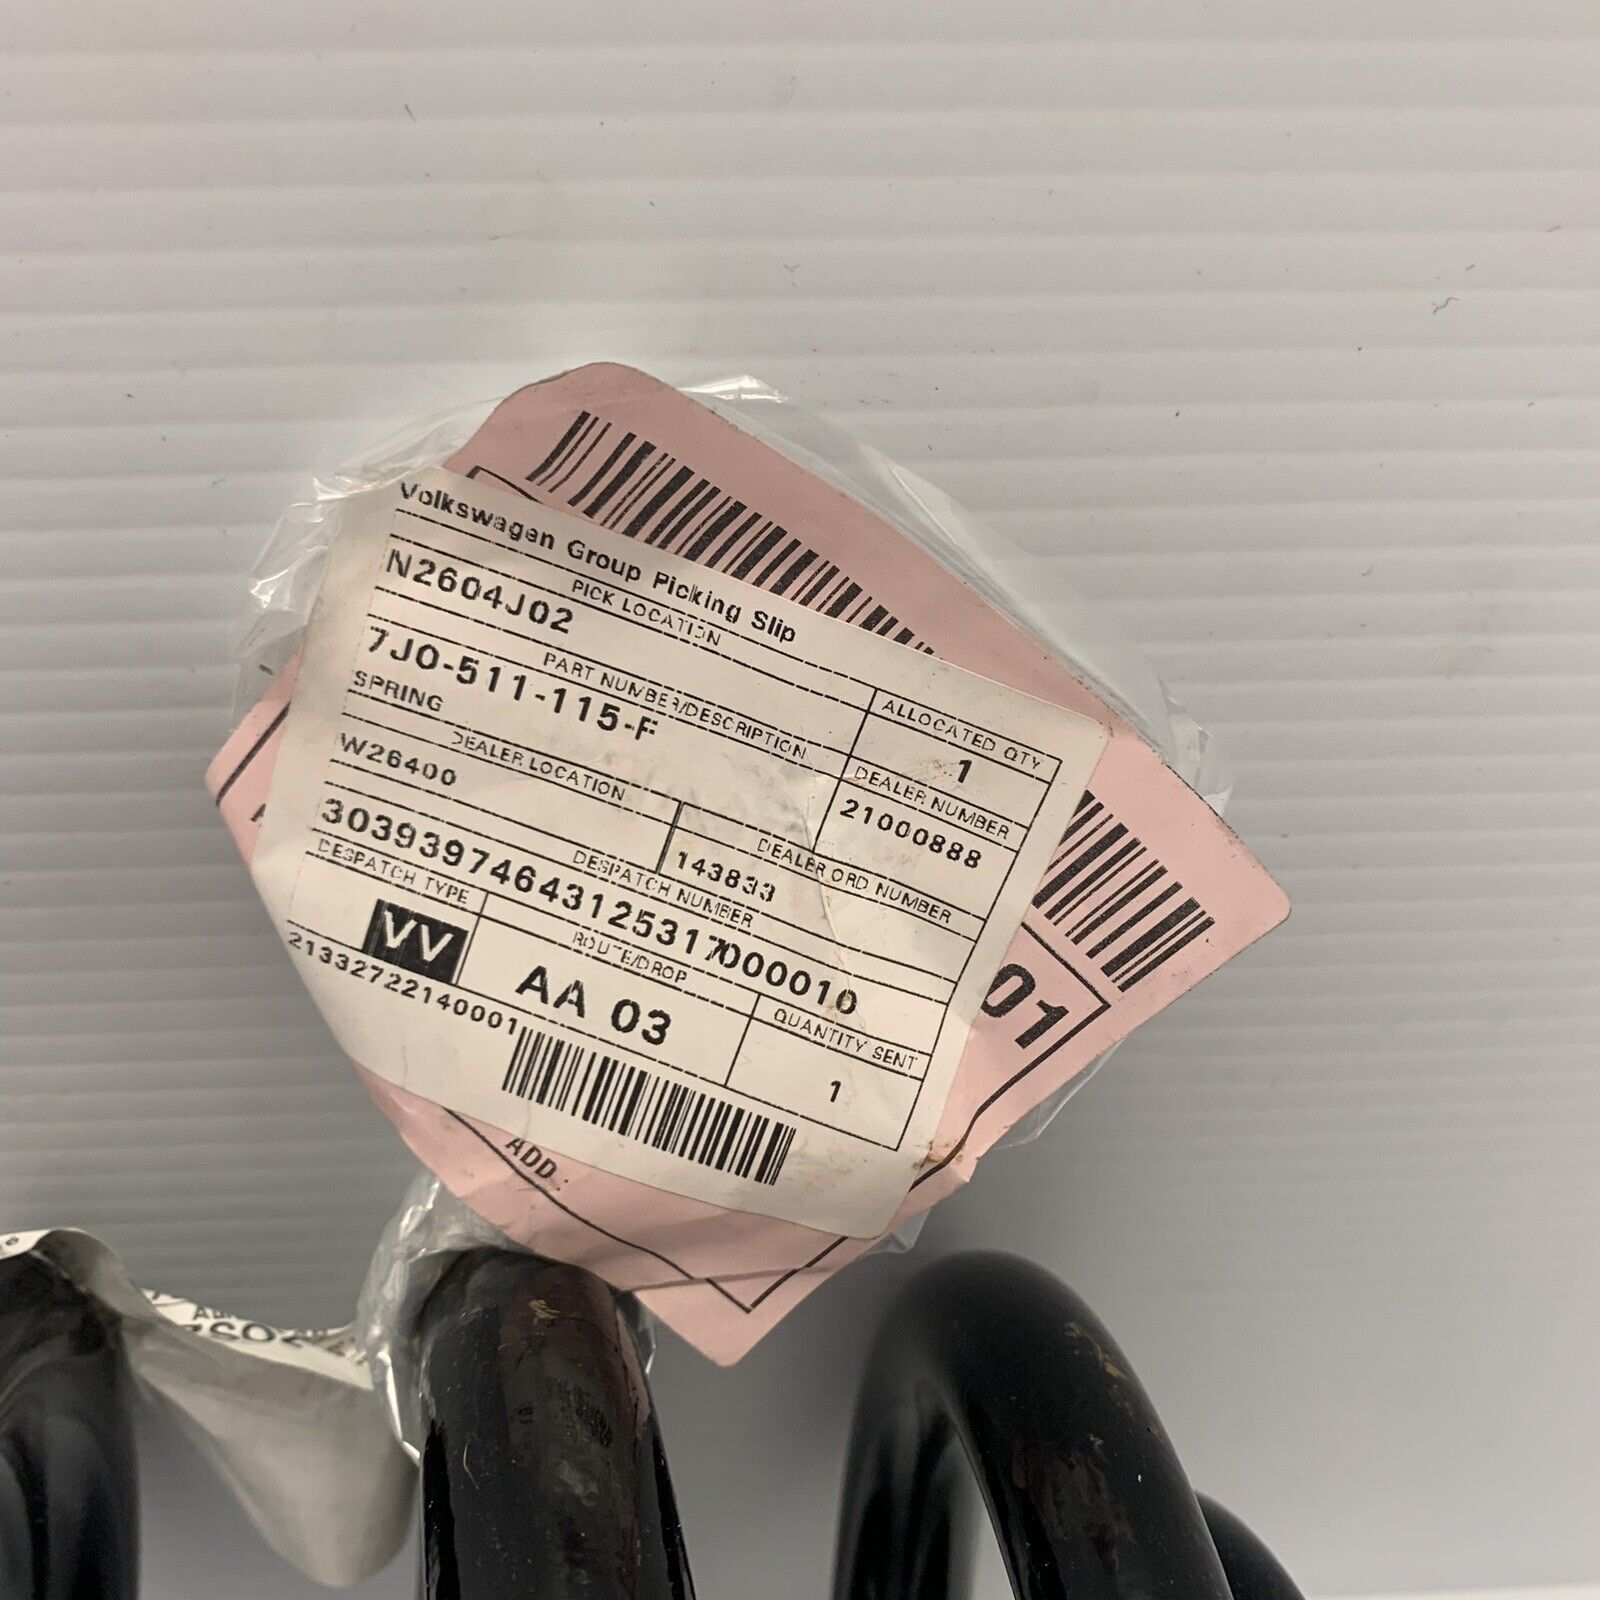 Volkswagen Group Picking Slip
PICK LOCATION
ALLOCATED QTY
N2604J02
1
PART NUMBER/DESCRIPTION
DEALER NUMBER
7J0-511-115-F
21000888
SPRING
DEALER LOCATION
DEALER ORD NUMBER
W26400
143833
DESPATCH NUMBER
30393974643125317000010
DESPATCH TYPE
ROUTE/DROP
QUANTITY SENT
VV
AA 03
1
21332722140001
01
ADD.: